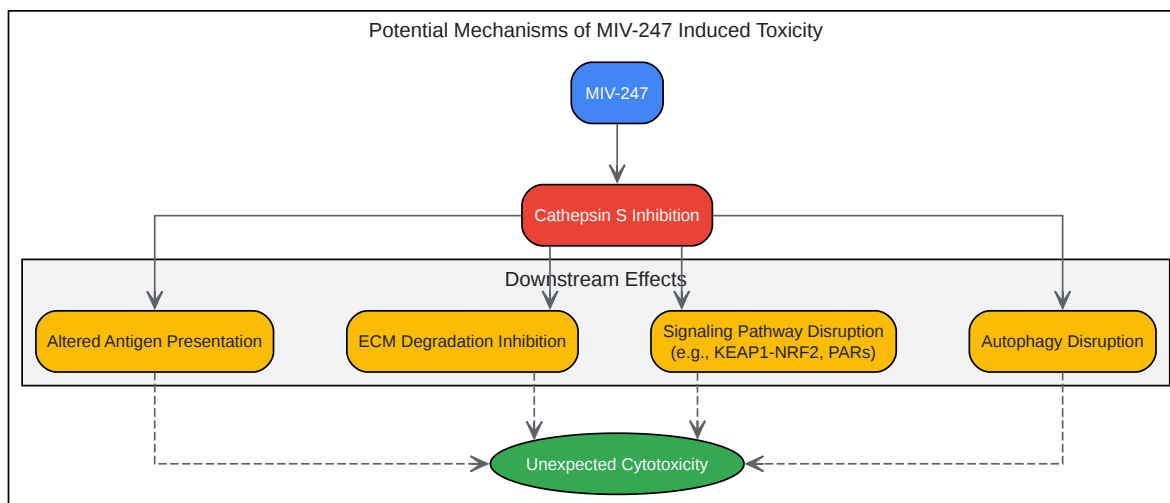 Potential Mechanisms of MIV-247 Induced Toxicity
MIV-247
Cathepsin S Inhibition
Downstream Effects
Altered Antigen Presentation
ECM Degradation Inhibition
Signaling Pathway Disruption
(e.g., KEAP1-NRF2, PARs)
Autophagy Disruption
Unexpected Cytotoxicity